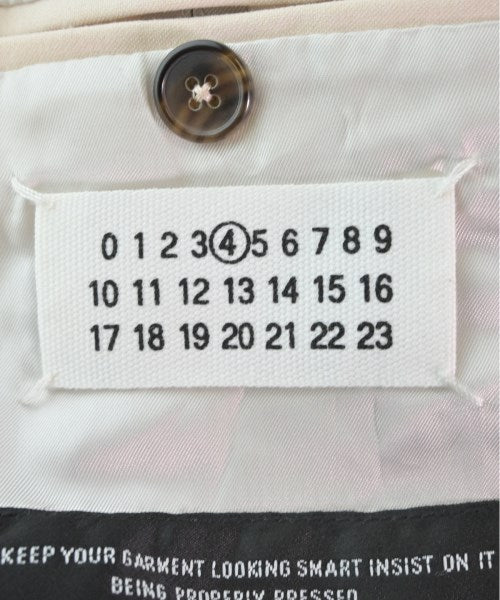 0 1 2 3 4 5 6 7 8 9
10 11 12 13 14 15 16
17 18 19 20 21 22 23
KEEP YOUR GARMENT LOOKING SMART INSIST ON IT
BEING PROPERLY PRESSED